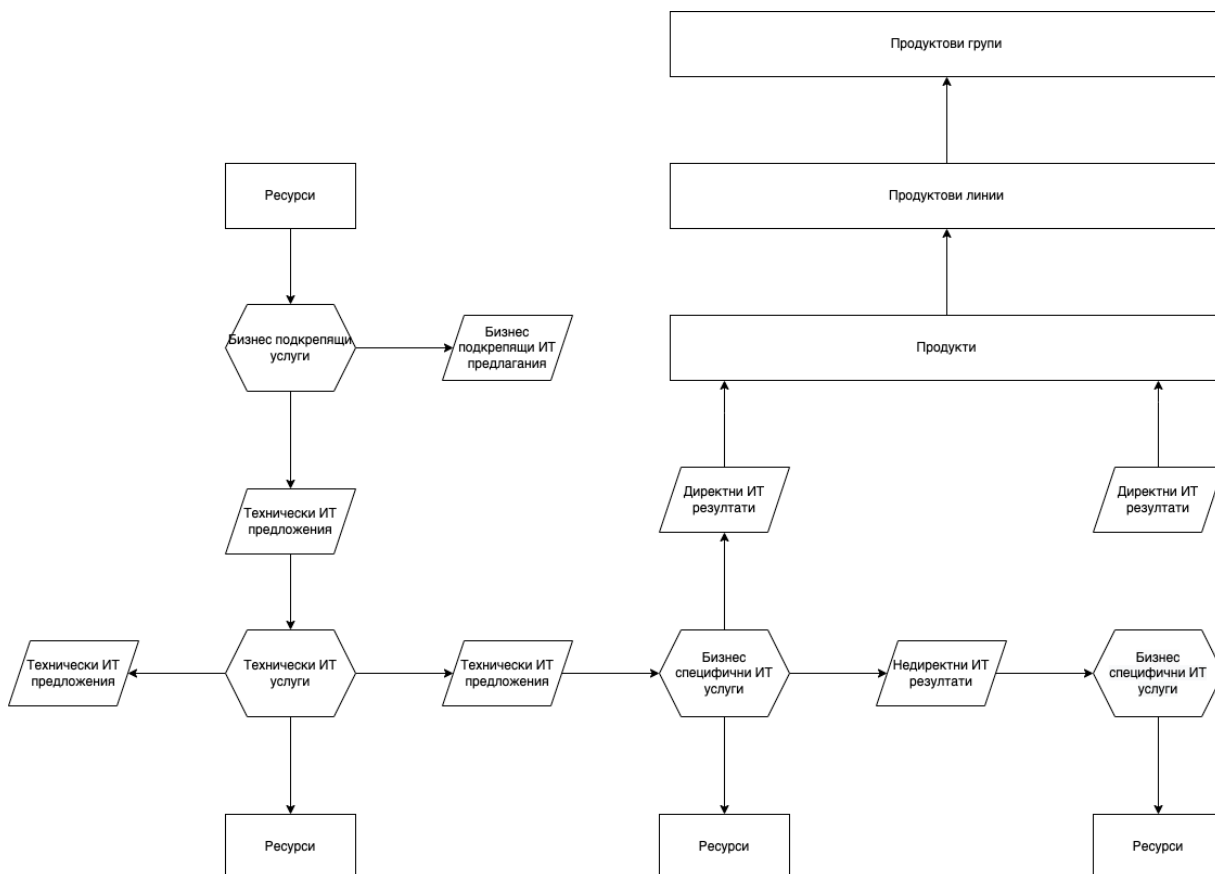 Продуктови групи
Ресурси
Продуктови линии
Бизнес подкрепящи
услуги
Бизнес
подкрепящи ИТ
предлагания
Продукти
Технически ИТ
предложения
Директни ИТ
резултати
Директни ИТ
резултати
Технически ИТ
предложения
Технически ИТ
услуги
Технически ИТ
предложения
Бизнес
специфични ИТ
услуги
Недиректни ИТ
резултати
Бизнес
специфични ИТ
услуги
Ресурси
Ресурси
Ресурси